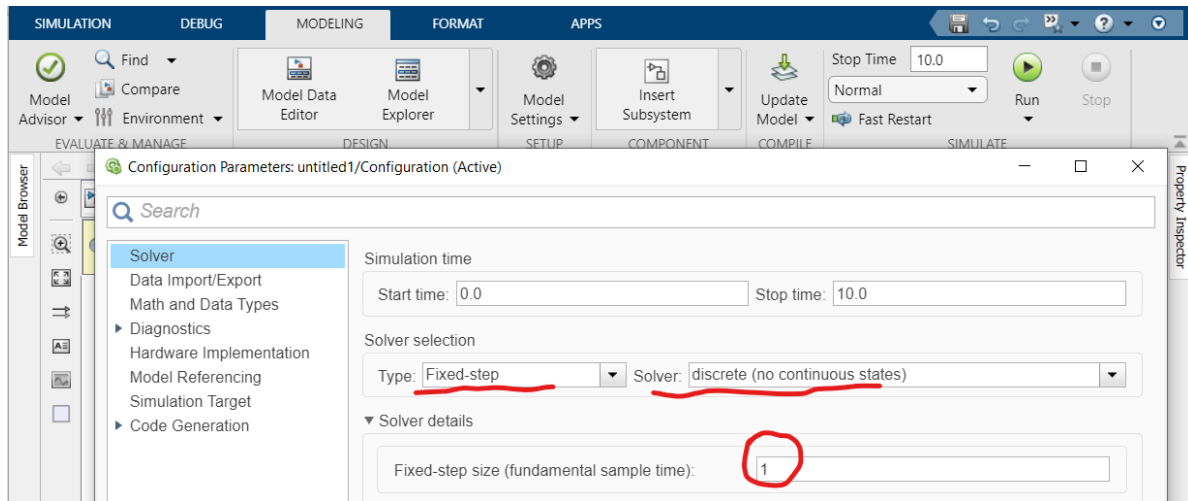 SIMULATION DEBUG MODELING FORMAT APPS
Find
Compare
Environment
Model
Advisor
Model Data
Editor
Model
Explorer
Model
Settings
Insert
Subsystem
Update
Model
Stop Time 10.0
Normal
Fast Restart
Run
Stop
EVALUATE & MANAGE DESIGN SETUP COMPONENT COMPILE SIMULATE
Model Browser
Property Inspector
Configuration Parameters: untitled1/Configuration (Active)
Search
Solver
Data Import/Export
Math and Data Types
Diagnostics
Hardware Implementation
Model Referencing
Simulation Target
Code Generation
Simulation time
Start time: 0.0 Stop time: 10.0
Solver selection
Type: Fixed-step Solver: discrete (no continuous states)
Solver details
Fixed-step size (fundamental sample time): 1